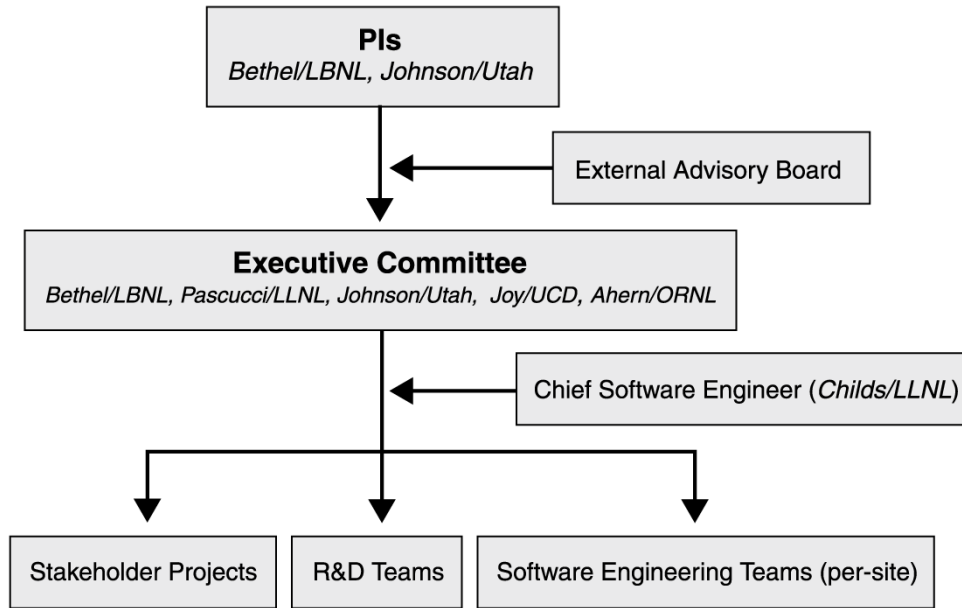 PIs
Bethel/LBNL, Johnson/Utah
External Advisory Board
Executive Committee
Bethel/LBNL, Pascucci/LLNL, Johnson/Utah, Joy/UCD, Ahern/ORNL
Chief Software Engineer (Childs/LLNL)
Stakeholder Projects
R&D Teams
Software Engineering Teams (per-site)